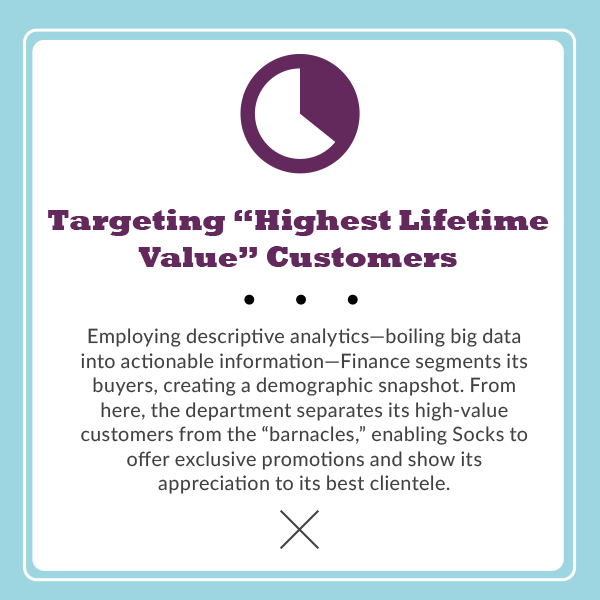 Targeting “Highest Lifetime
Value” Customers
Employing descriptive analytics—boiling big data
into actionable information—Finance segments its
buyers, creating a demographic snapshot. From
here, the department separates its high-value
customers from the “barnacles,” enabling Socks to
offer exclusive promotions and show its
appreciation to its best clientele.